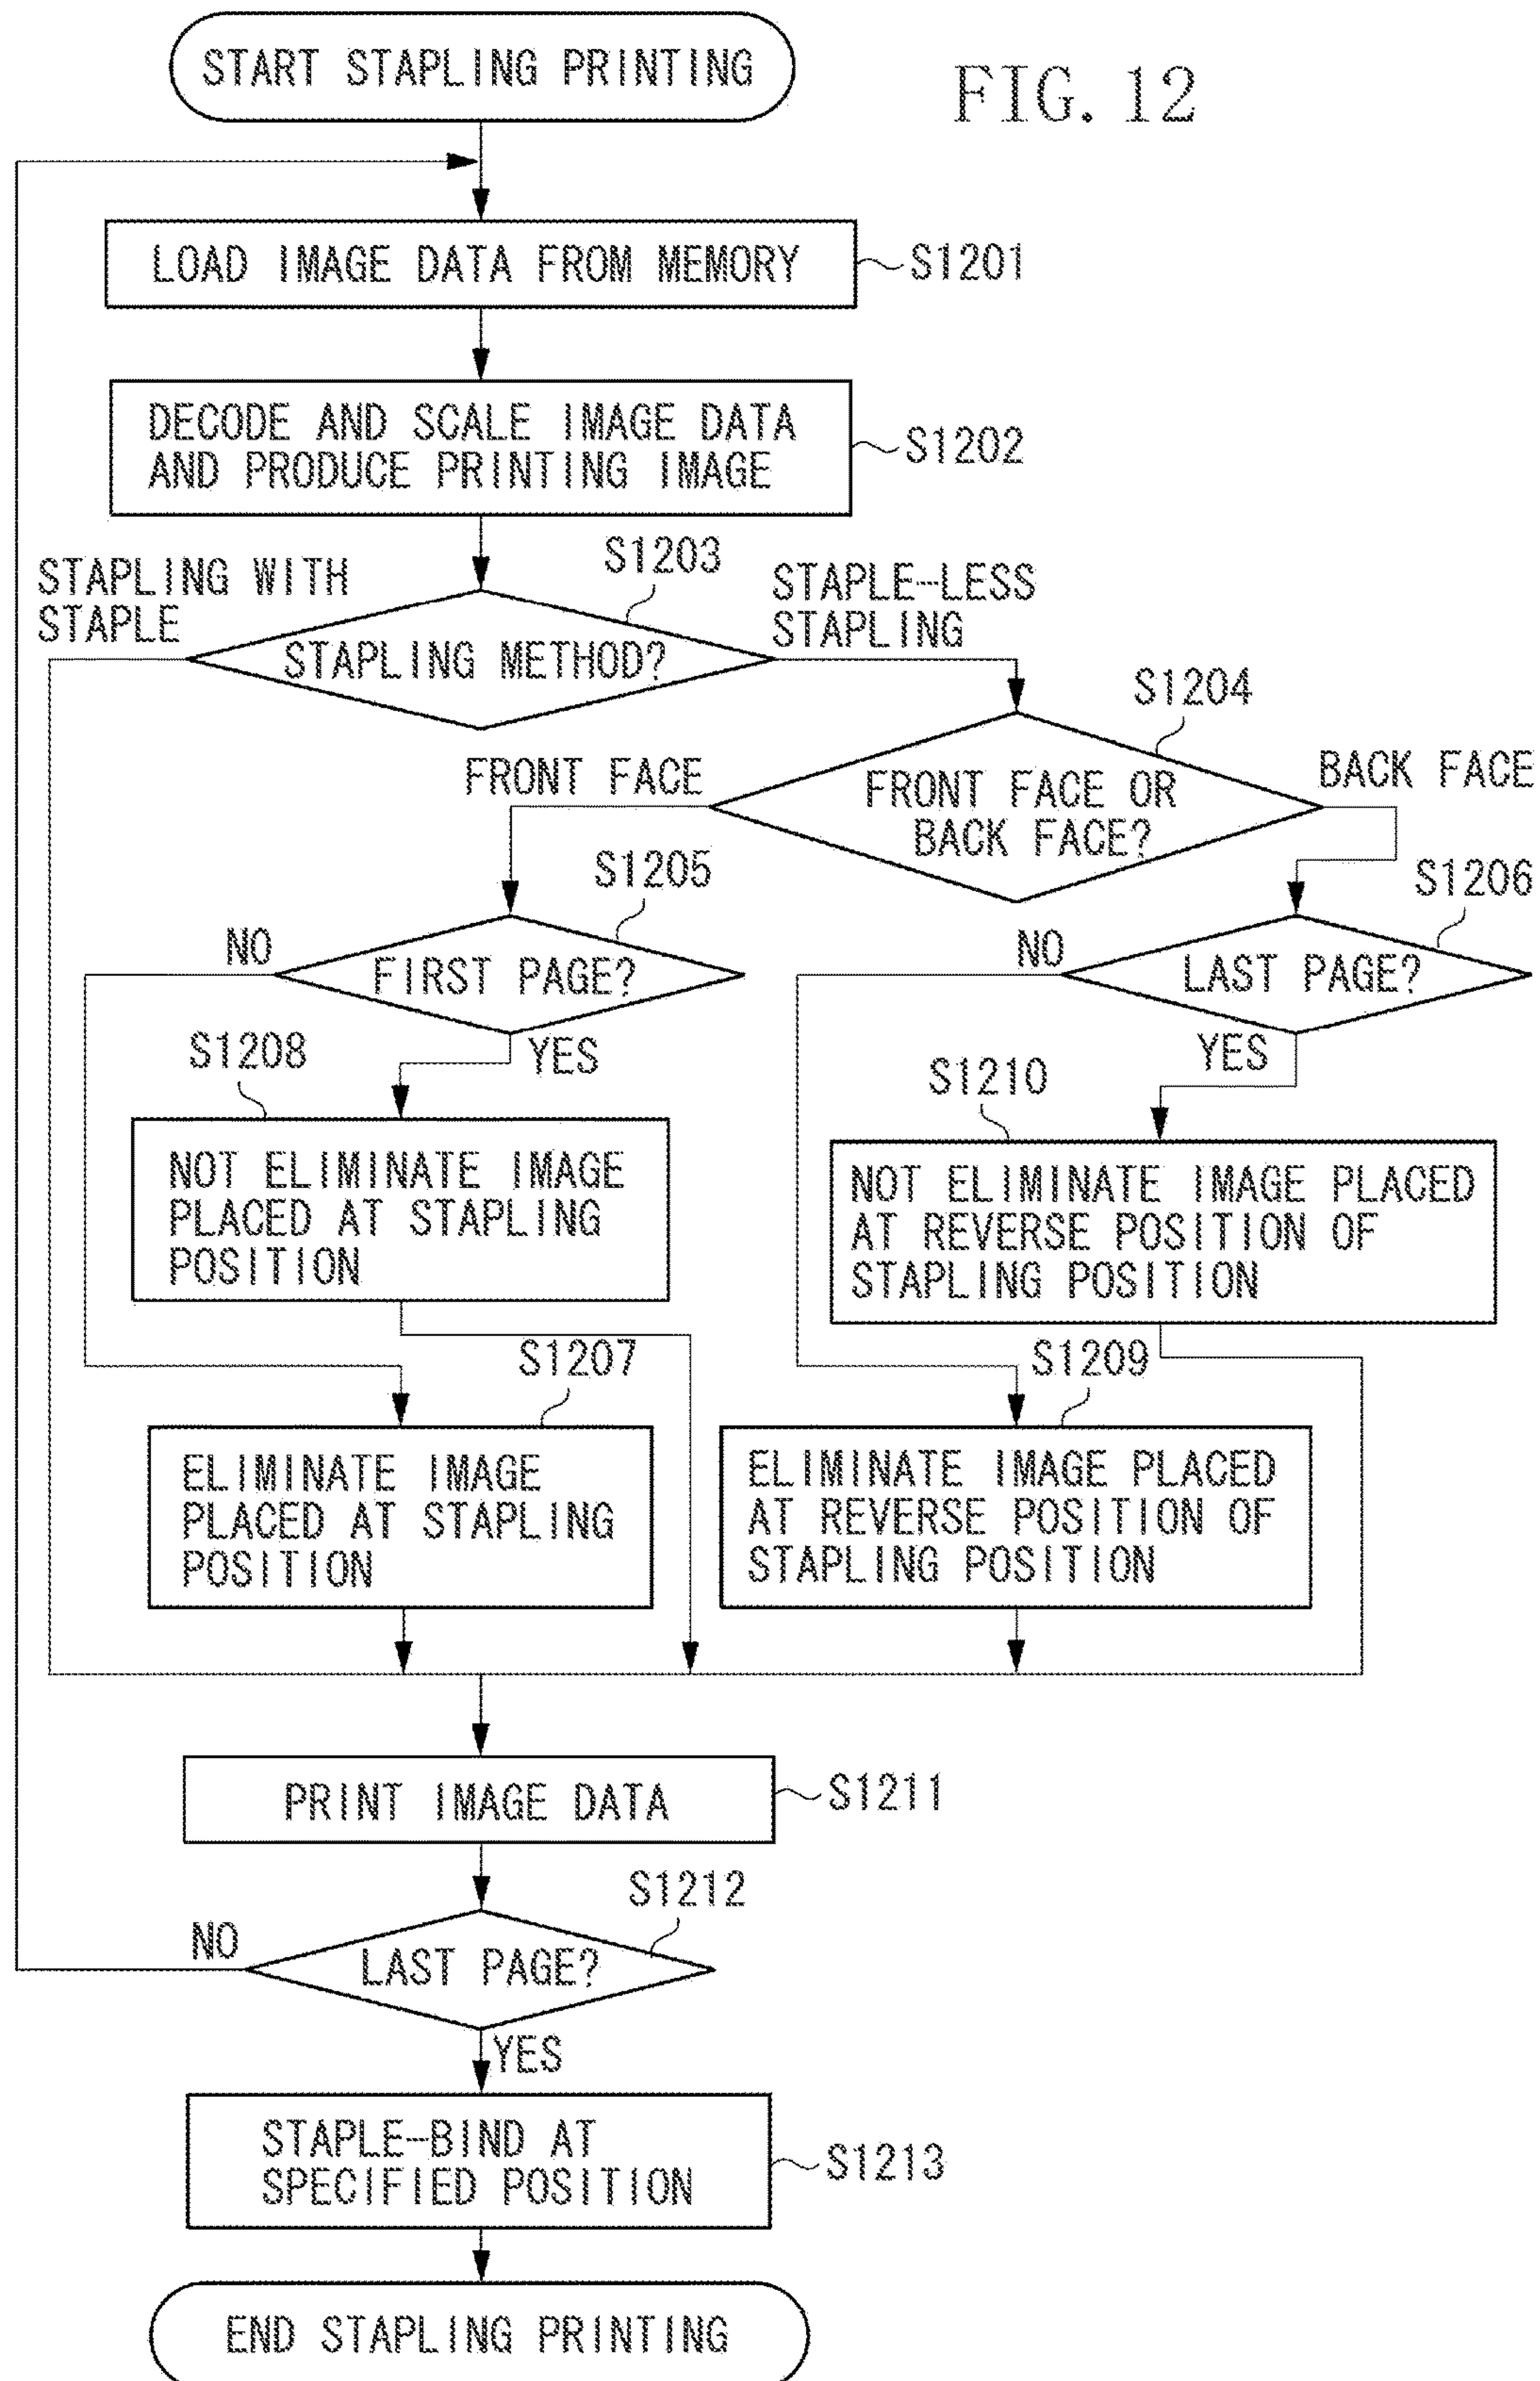 START STAPLING PRINTING
FIG. 12
LOAD IMAGE DATA FROM MEMORY
S1201
DECODE AND SCALE IMAGE DATA
AND PRODUCE PRINTING IMAGE
S1202
STAPLING WITH
STAPLE
S1203
STAPLING METHOD?
STAPLE-LESS
STAPLING
S1204
FRONT FACE
FRONT FACE OR
BACK FACE?
BACK FACE
S1205
S1206
NO
FIRST PAGE?
YES
NO
LAST PAGE?
YES
S1208
NOT ELIMINATE IMAGE
PLACED AT STAPLING
POSITION
S1210
NOT ELIMINATE IMAGE PLACED
AT REVERSE POSITION OF
STAPLING POSITION
S1207
ELIMINATE IMAGE
PLACED AT STAPLING
POSITION
S1209
ELIMINATE IMAGE PLACED
AT REVERSE POSITION OF
STAPLING POSITION
PRINT IMAGE DATA
S1211
S1212
NO
LAST PAGE?
YES
STAPLE-BIND AT
SPECIFIED POSITION
S1213
END STAPLING PRINTING